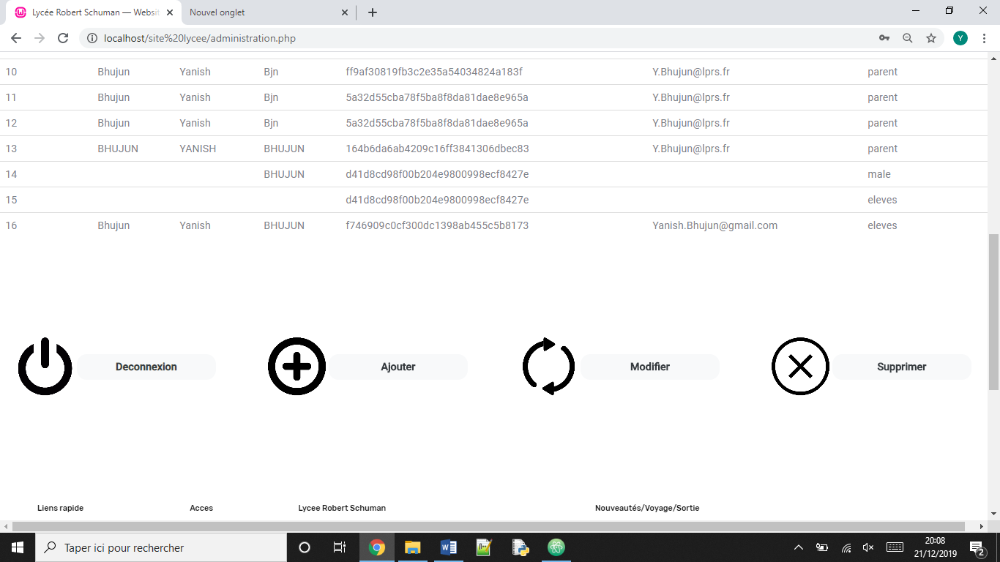 Lycée Robert Schuman — Websit
Nouvel onglet
localhost/site%20lycee/administration.php
Y
10 Bhujun Yanish Bjn ff9af30819fb3c2e35a54034824a183f Y.Bhujun@lprs.fr parent
11 Bhujun Yanish Bjn 5a32d55cba78f5ba8f8da81dae8e965a Y.Bhujun@lprs.fr parent
12 Bhujun Yanish Bjn 5a32d55cba78f5ba8f8da81dae8e965a Y.Bhujun@lprs.fr parent
13 BHUJUN YANISH BHUJUN 164b6da6ab4209c16ff3841306dbec83 Y.Bhujun@lprs.fr parent
14 BHUJUN d41d8cd98f00b204e9800998ecf8427e male
15 d41d8cd98f00b204e9800998ecf8427e eleves
16 Bhujun Yanish BHUJUN f746909c0cf300dc1398ab455c5b8173 Yanish.Bhujun@gmail.com eleves
Deconnexion Ajouter Modifier Supprimer
Liens rapide Acces Lycee Robert Schuman Nouveautés/Voyage/Sortie
Taper ici pour rechercher
20:08
21/12/2019
2